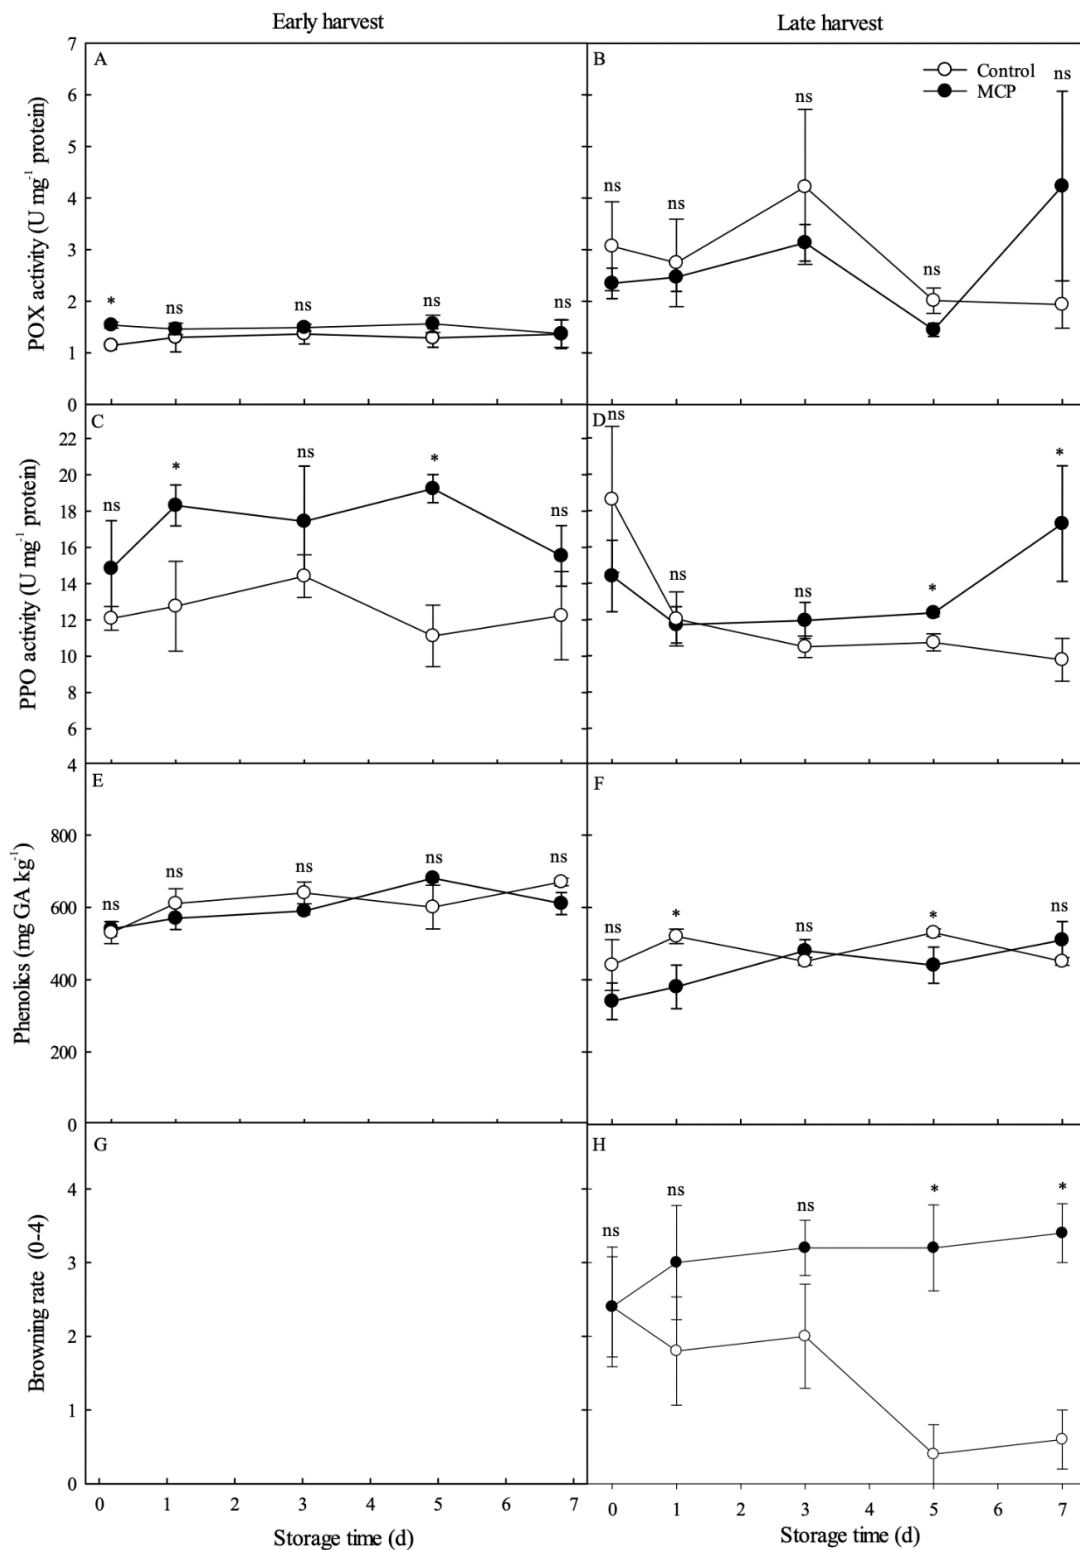 Early harvest Late harvest
POX activity (U mg-1 protein)
7
6
5
4
3
2
1
0
A
* ns ns ns ns
B
Control
MCP
ns ns ns ns ns
PPO activity (U mg-1 protein)
22
20
18
16
14
12
10
8
6
4
C
ns * ns * ns
D
ns ns ns * *
Phenolics (mg GA kg-1)
800
600
400
200
0
E
ns ns ns ns ns
F
ns * ns * ns
Browning rate (0-4)
4
3
2
1
0
G
H
ns ns ns * *
0 1 2 3 4 5 6 7
0 1 2 3 4 5 6 7
Storage time (d) Storage time (d)